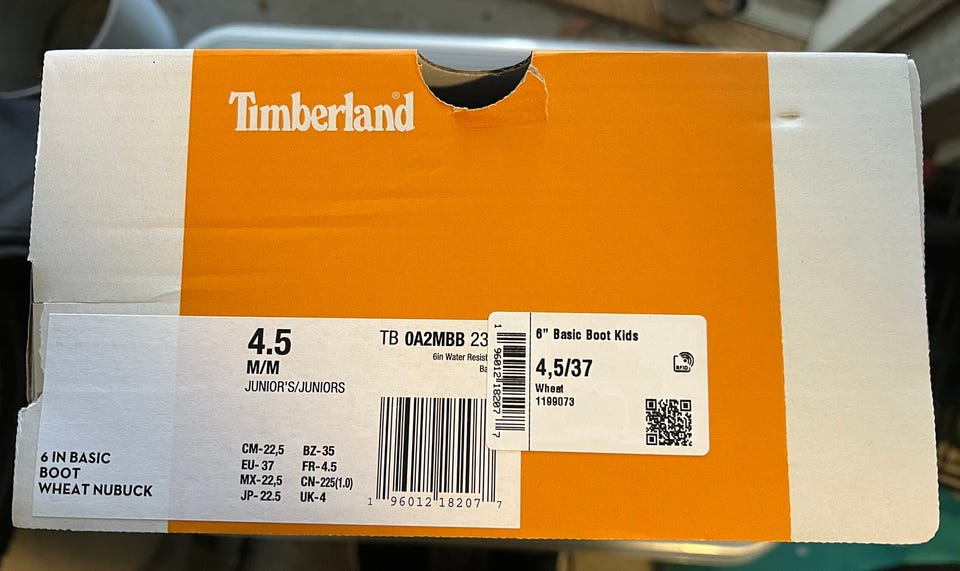 Timberland®
4.5
M/M
JUNIOR'S/JUNIORS
TB 0A2MBB 23
6in Water Resist
Ba
6 IN BASIC
BOOT
WHEAT NUBUCK
CM-22,5 BZ-35
EU- 37 FR-4.5
MX-22,5 CN-225(1.0)
JP- 22.5 UK-4
1 96012 18207 7
1 96012 18207 7
6" Basic Boot Kids
4,5/37
Wheat
1199073
RFID